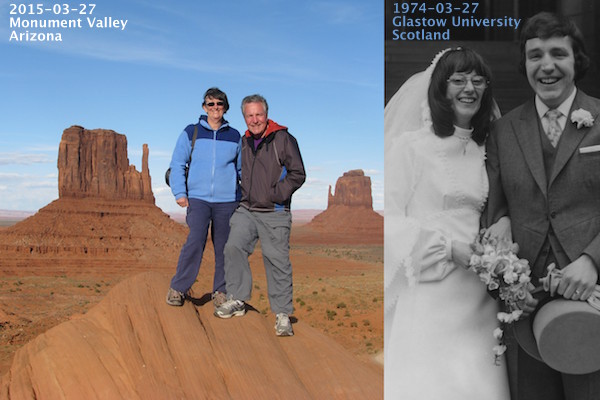 2015-03-27
Monument Valley
Arizona
1974-03-27
Glastow University
Scotland